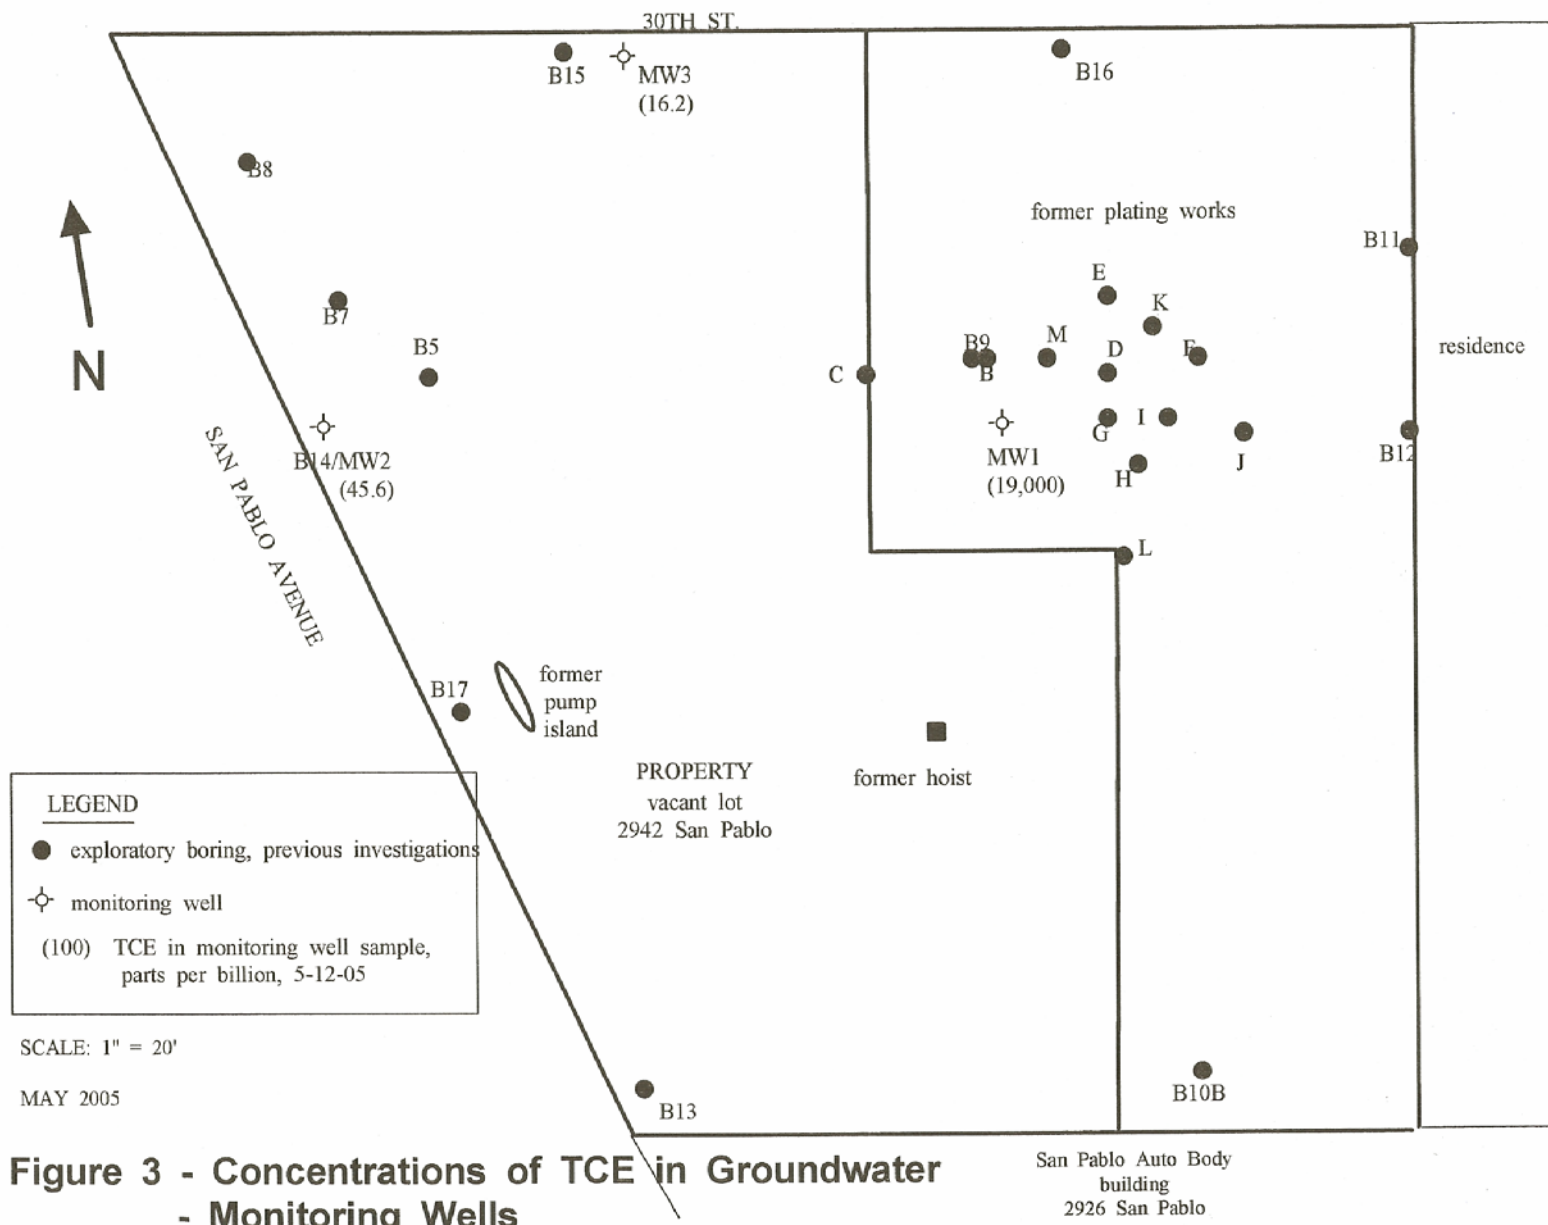 30TH ST.
B15
MW3
(16.2)
B16
B8
former plating works
B11
E
K
B7
B5
B9
M
D
F
residence
C
B
N
G
I
B14/MW2
(45.6)
MW1
(19,000)
H
J
B12
SAN PABLO AVENUE
L
B17
former
pump
island
PROPERTY
vacant lot
2942 San Pablo
former hoist
LEGEND
exploratory boring, previous investigations
monitoring well
(100) TCE in monitoring well sample,
parts per billion, 5-12-05
SCALE: 1" = 20'
MAY 2005
B13
B10B
San Pablo Auto Body
building
2926 San Pablo
Figure 3 - Concentrations of TCE in Groundwater
- Monitoring Wells